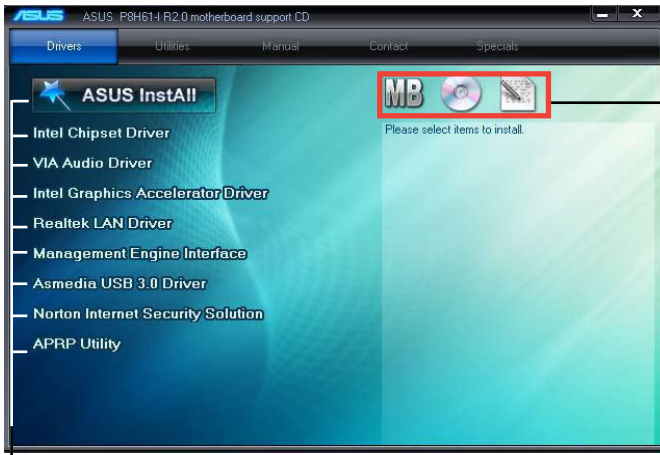 ASUS ASUS P8H61-I R2.0 motherboard support CD
Drivers Utilities Manual Contact Specials
ASUS InstAll
MB
Please select items to install.
Intel Chipset Driver
VIA Audio Driver
Intel Graphics Accelerator Driver
Realtek LAN Driver
Management Engine Interface
Asmedia USB 3.0 Driver
Norton Internet Security Solution
APRP Utility